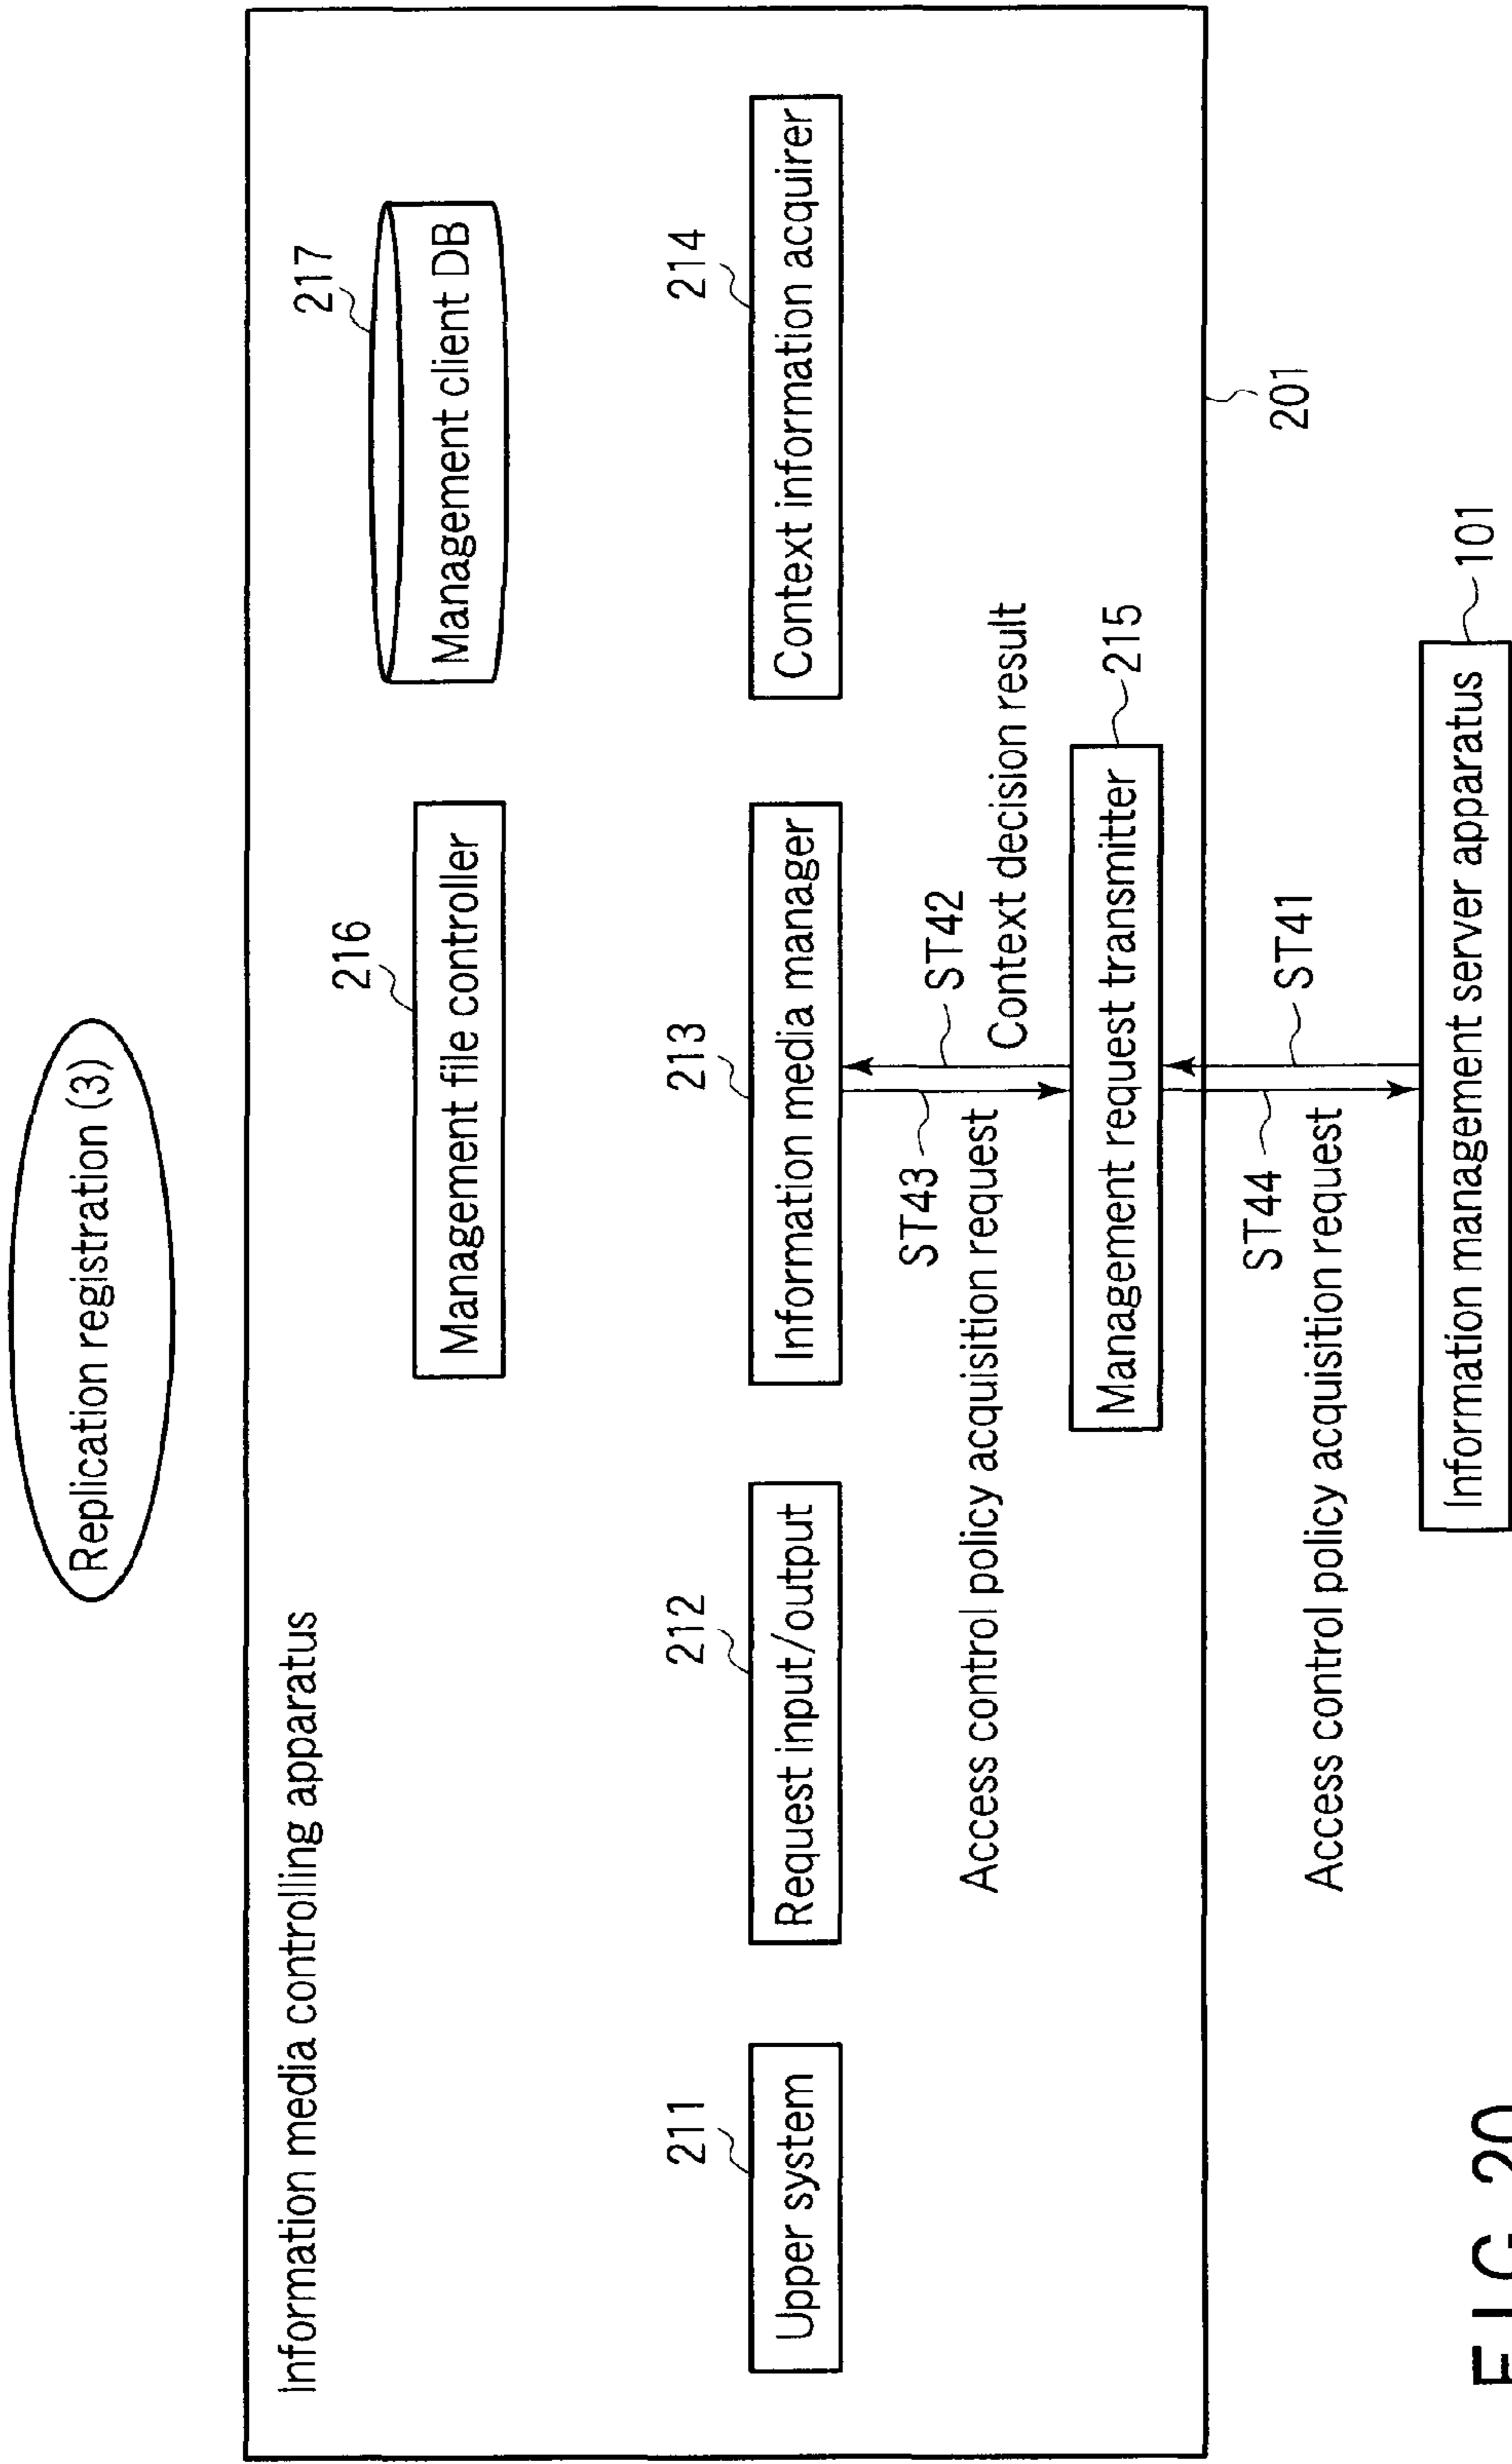 Replication registration (3)
Information media controlling apparatus
217
Management client DB
216
Management file controller
211
Upper system
212
Request input/output
213
Information media manager
214
Context information acquirer
ST43
ST42
Access control policy acquisition request
Context decision result
215
Management request transmitter
201
ST44
ST41
Access control policy acquisition request
101
Information management server apparatus
F I G. 20